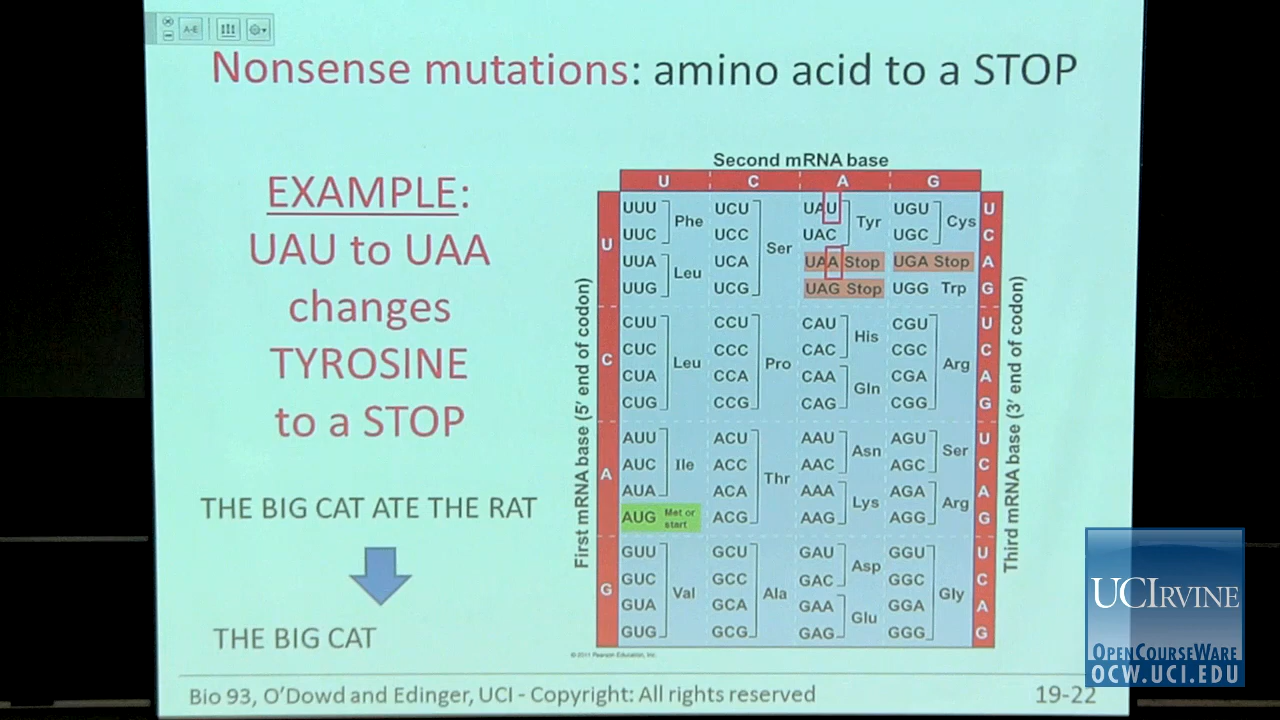 A-E
Nonsense mutations: amino acid to a STOP
EXAMPLE:
UAU to UAA
changes
TYROSINE
to a STOP
THE BIG CAT ATE THE RAT
THE BIG CAT
Second mRNA base
U C A G
First mRNA base (5' end of codon)
Third mRNA base (3' end of codon)
U
UUU UCU UAU UGU U
Phe Tyr Cys
UUC UCC UAC UGC C
Ser
UUA UCA UAA Stop UGA Stop A
Leu
UUG UCG UAG Stop UGG Trp G
C
CUU CCU CAU CGU U
His
CUC CCC CAC CGC C
Leu Pro Arg
CUA CCA CAA CGA A
Gln
CUG CCG CAG CGG G
A
AUU ACU AAU AGU U
Asn Ser
AUC Ile ACC AAC AGC C
Thr
AUA ACA AAA AGA A
Lys Arg
AUG Met or start ACG AAG AGG G
G
GUU GCU GAU GGU U
Asp
GUC GCC GAC GGC C
Val Ala Gly
GUA GCA GAA GGA A
Glu
GUG GCG GAG GGG G
© 2011 Pearson Education, Inc.
Bio 93, O'Dowd and Edinger, UCI - Copyright: All rights reserved 19-22
UCIRVINE
OPENCOURSEWARE
OCW.UCI.EDU